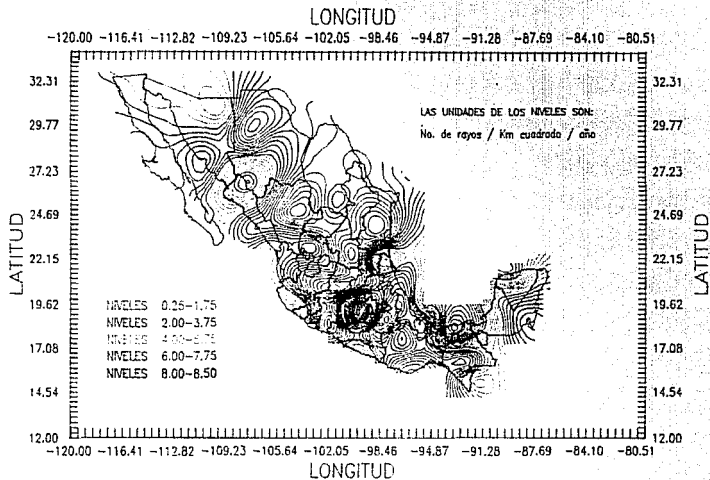 LONGITUD
-120.00 -116.41 -112.82 -109.23 -105.64 -102.05 -98.46 -94.87 -91.28 -87.69 -84.10 -80.51
32.31 32.31
LAS UNIDADES DE LOS NIVELES SON:
29.77 29.77
No. de rayos / Km cuadrado / año
27.23 27.23
24.69 24.69
LATITUD LATITUD
22.15 22.15
19.62 19.62
NIVELES 0.25-1.75
NIVELES 2.00-3.75
17.08 17.08
NIVELES
NIVELES 6.00-7.75
NIVELES 8.00-8.50
14.54 14.54
12.00 12.00
-120.00 -116.41 -112.82 -109.23 -105.64 -102.05 -98.46 -94.87 -91.28 -87.69 -84.10 -80.51
LONGITUD